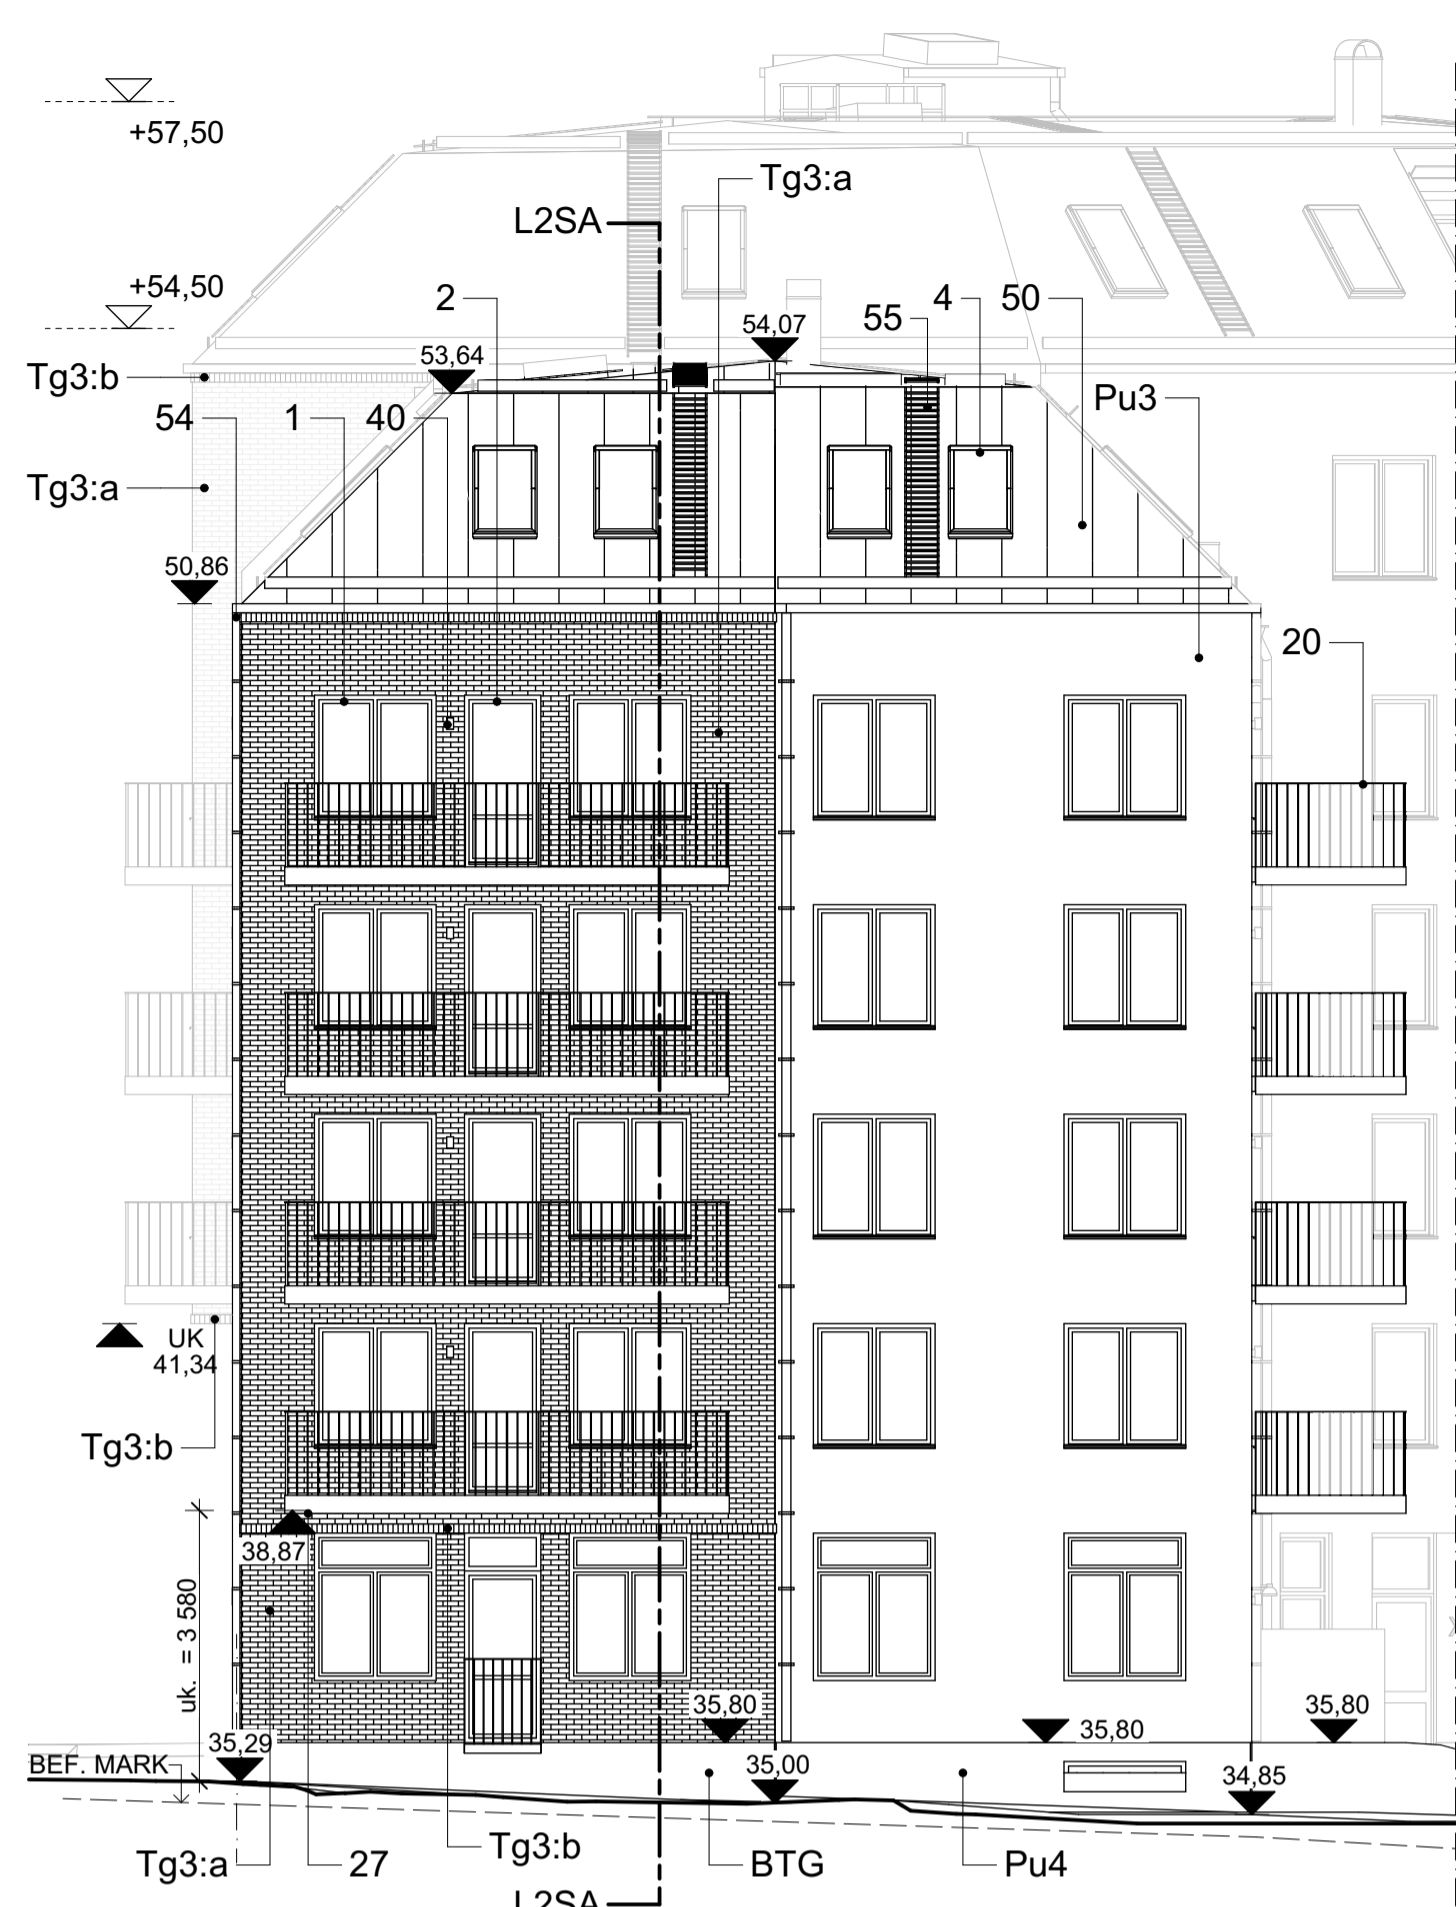 +57,50
Tg3:a
L2SA
+54,50
2
4
50
55
54,07
53,64
Tg3:b
Pu3
54
1
40
Tg3:a
50,86
20
UK
41,34
Tg3:b
38,87
uk. = 3 580
35,80
35,80
35,80
35,29
BEF. MARK
35,00
34,85
Tg3:b
Tg3:a
27
BTG
Pu4
L2SA